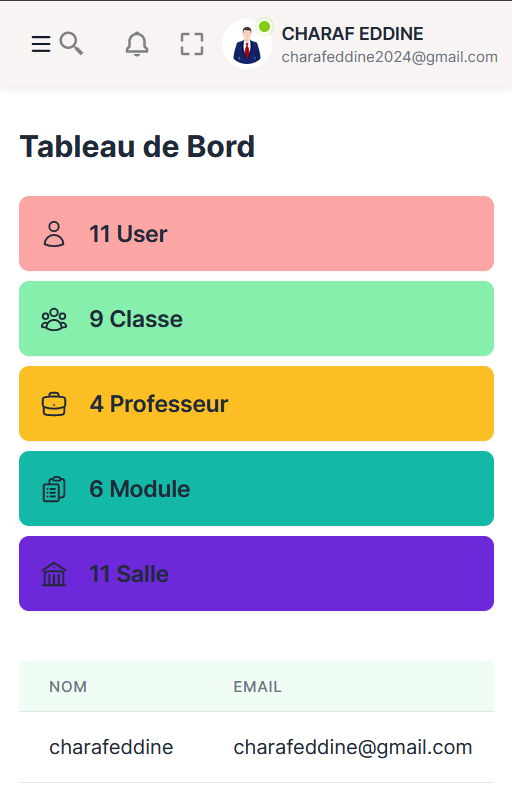 CHARAF EDDINE
charafeddine2024@gmail.com
Tableau de Bord
11 User
9 Classe
4 Professeur
6 Module
11 Salle
NOM EMAIL
charafeddine charafeddine@gmail.com